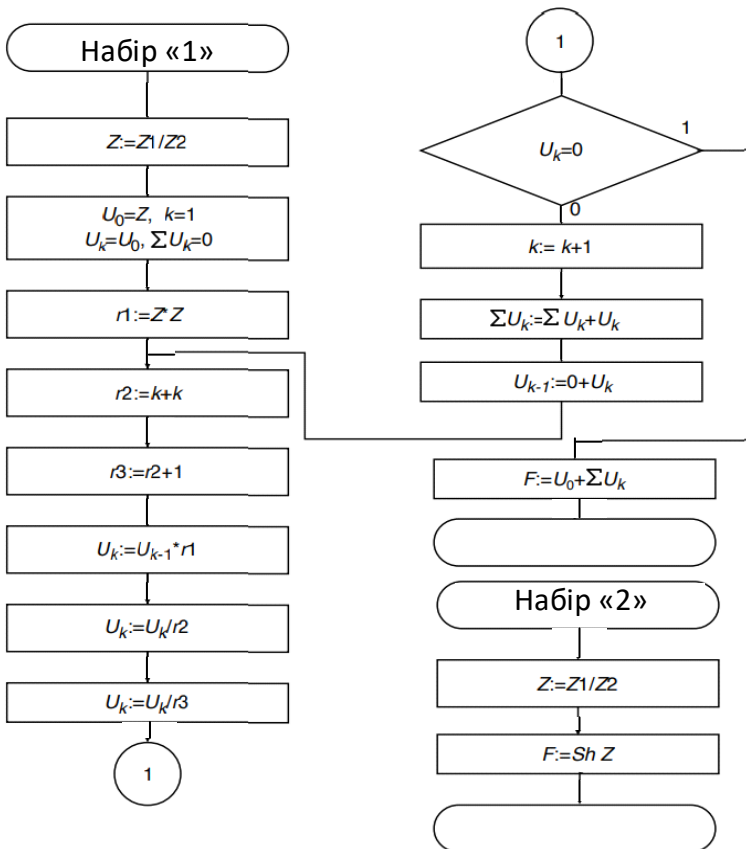 Набір «1»
Z:=Z1/Z2
U₀=Z, k=1
Uₖ=U₀, ΣUₖ=0
r1:=Z*Z
r2:=k+k
r3:=r2+1
Uₖ:=Uₖ₋₁*r1
Uₖ:=Uₖ/r2
Uₖ:=Uₖ/r3
1
1
Uₖ=0
1
0
k:= k+1
ΣUₖ:=Σ Uₖ+Uₖ
Uₖ₋₁:=0+Uₖ
F:=U₀+ΣUₖ
Набір «2»
Z:=Z1/Z2
F:=Sh Z